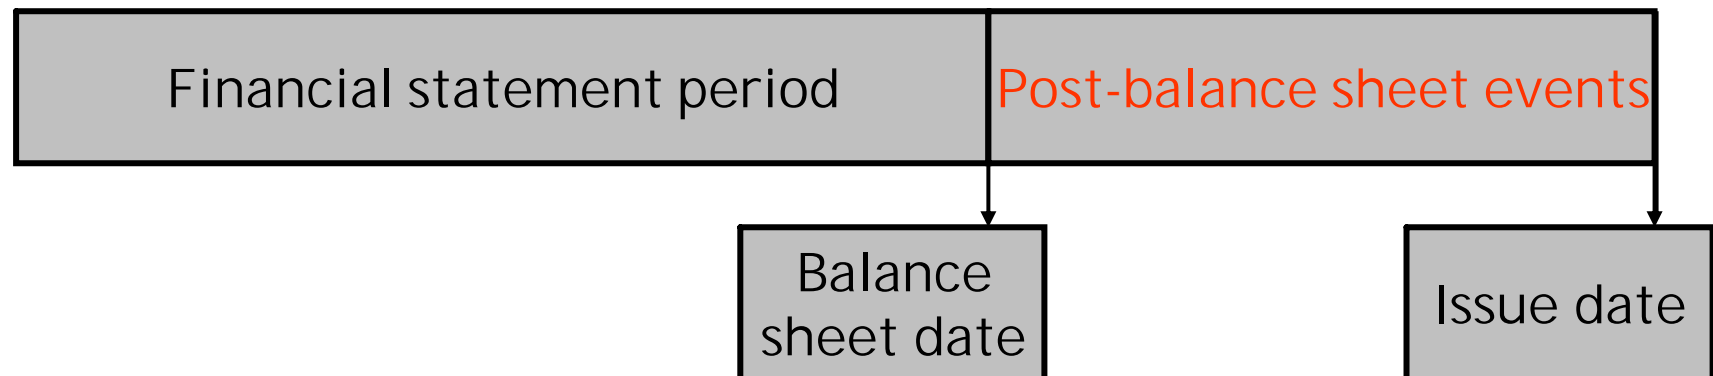 Financial statement period
Post-balance sheet events
Balance
sheet date
Issue date